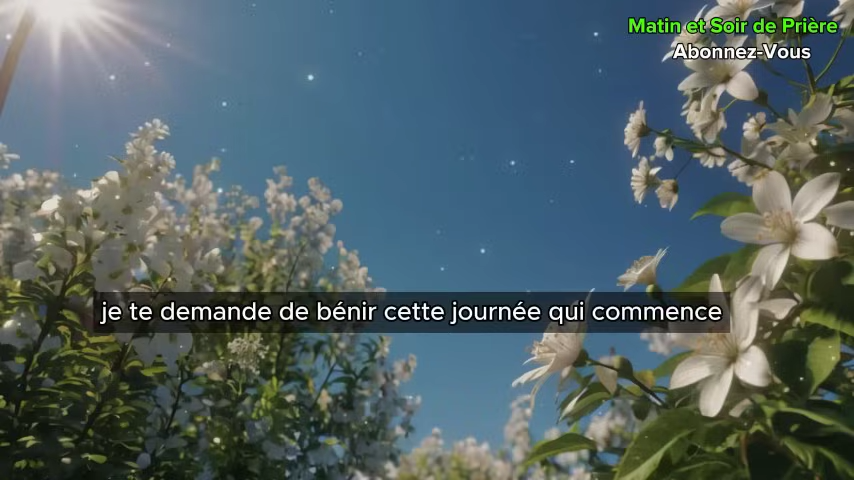 Matin et Soir de Prière
Abonnez-Vous
je te demande de bénir cette journée qui commence